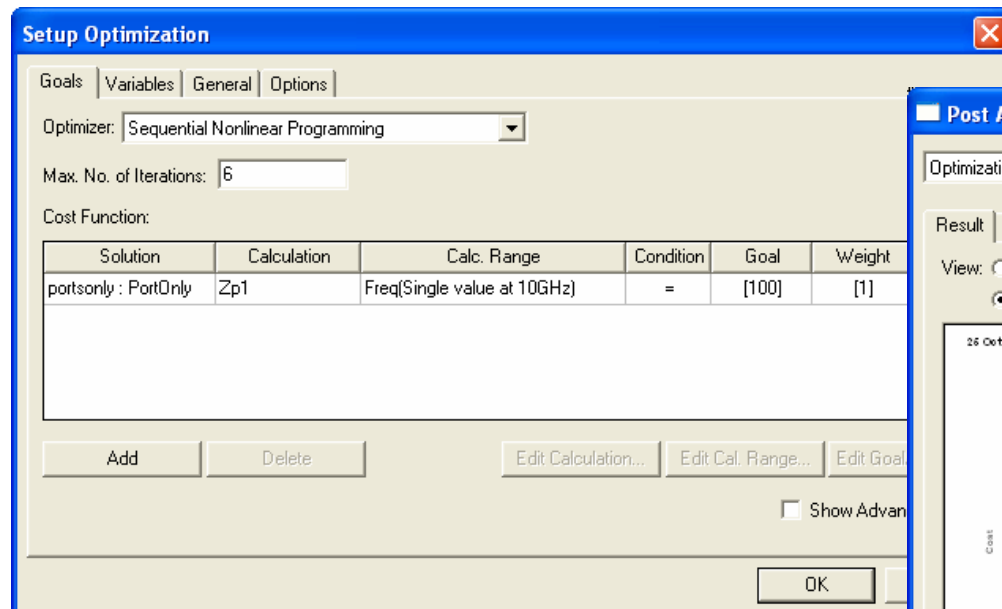 Setup Optimization
Goals Variables General Options
Optimizer: Sequential Nonlinear Programming
Max. No. of Iterations: 6
Cost Function:
Solution Calculation Calc. Range Condition Goal Weight
portsonly : PortOnly Zp1 Freq(Single value at 10GHz) = [100] [1]
Add Delete Edit Calculation... Edit Cal. Range... Edit Goal
Show Advan
OK
Post A
Optimizati
Result
View:
26 Oct
Cost